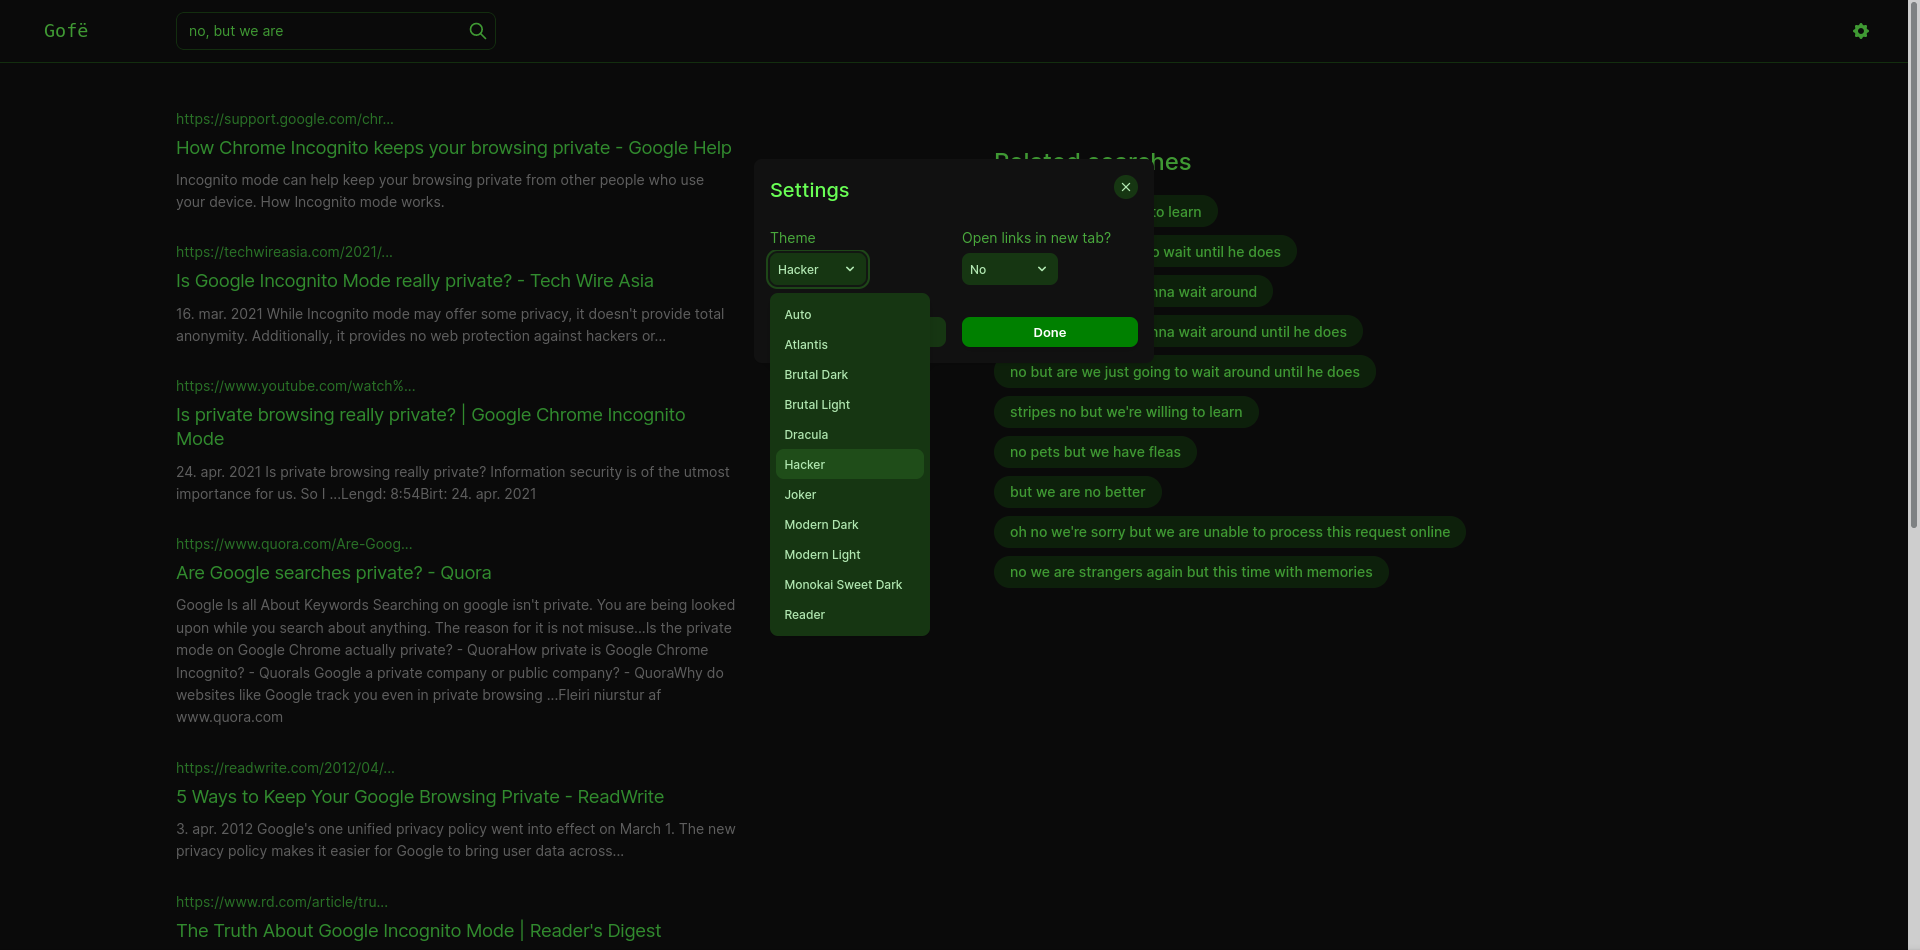 Gofë
no, but we are
https://support.google.com/chr...
How Chrome Incognito keeps your browsing private - Google Help
Incognito mode can help keep your browsing private from other people who use
your device. How Incognito mode works.
https://techwireasia.com/2021/...
Is Google Incognito Mode really private? - Tech Wire Asia
16. mar. 2021 While Incognito mode may offer some privacy, it doesn't provide total
anonymity. Additionally, it provides no web protection against hackers or...
https://www.youtube.com/watch%...
Is private browsing really private? | Google Chrome Incognito
Mode
24. apr. 2021 Is private browsing really private? Information security is of the utmost
importance for us. So I ...Lengd: 8:54Birt: 24. apr. 2021
https://www.quora.com/Are-Goog...
Are Google searches private? - Quora
Google Is all About Keywords Searching on google isn't private. You are being looked
upon while you search about anything. The reason for it is not misuse...Is the private
mode on Google Chrome actually private? - QuoraHow private is Google Chrome
Incognito? - QuoraIs Google a private company or public company? - QuoraWhy do
websites like Google track you even in private browsing ...Fleiri niurstur af
www.quora.com
https://readwrite.com/2012/04/...
5 Ways to Keep Your Google Browsing Private - ReadWrite
3. apr. 2012 Google's one unified privacy policy went into effect on March 1. The new
privacy policy makes it easier for Google to bring user data across...
https://www.rd.com/article/tru...
The Truth About Google Incognito Mode | Reader's Digest
Settings
Theme
Hacker
Open links in new tab?
No
Auto
Atlantis
Brutal Dark
Brutal Light
Dracula
Hacker
Joker
Modern Dark
Modern Light
Monokai Sweet Dark
Reader
Done
Related searches
to learn
wait until he does
wait around
wait around until he does
no but are we just going to wait around until he does
stripes no but we're willing to learn
no pets but we have fleas
but we are no better
oh no we're sorry but we are unable to process this request online
no we are strangers again but this time with memories